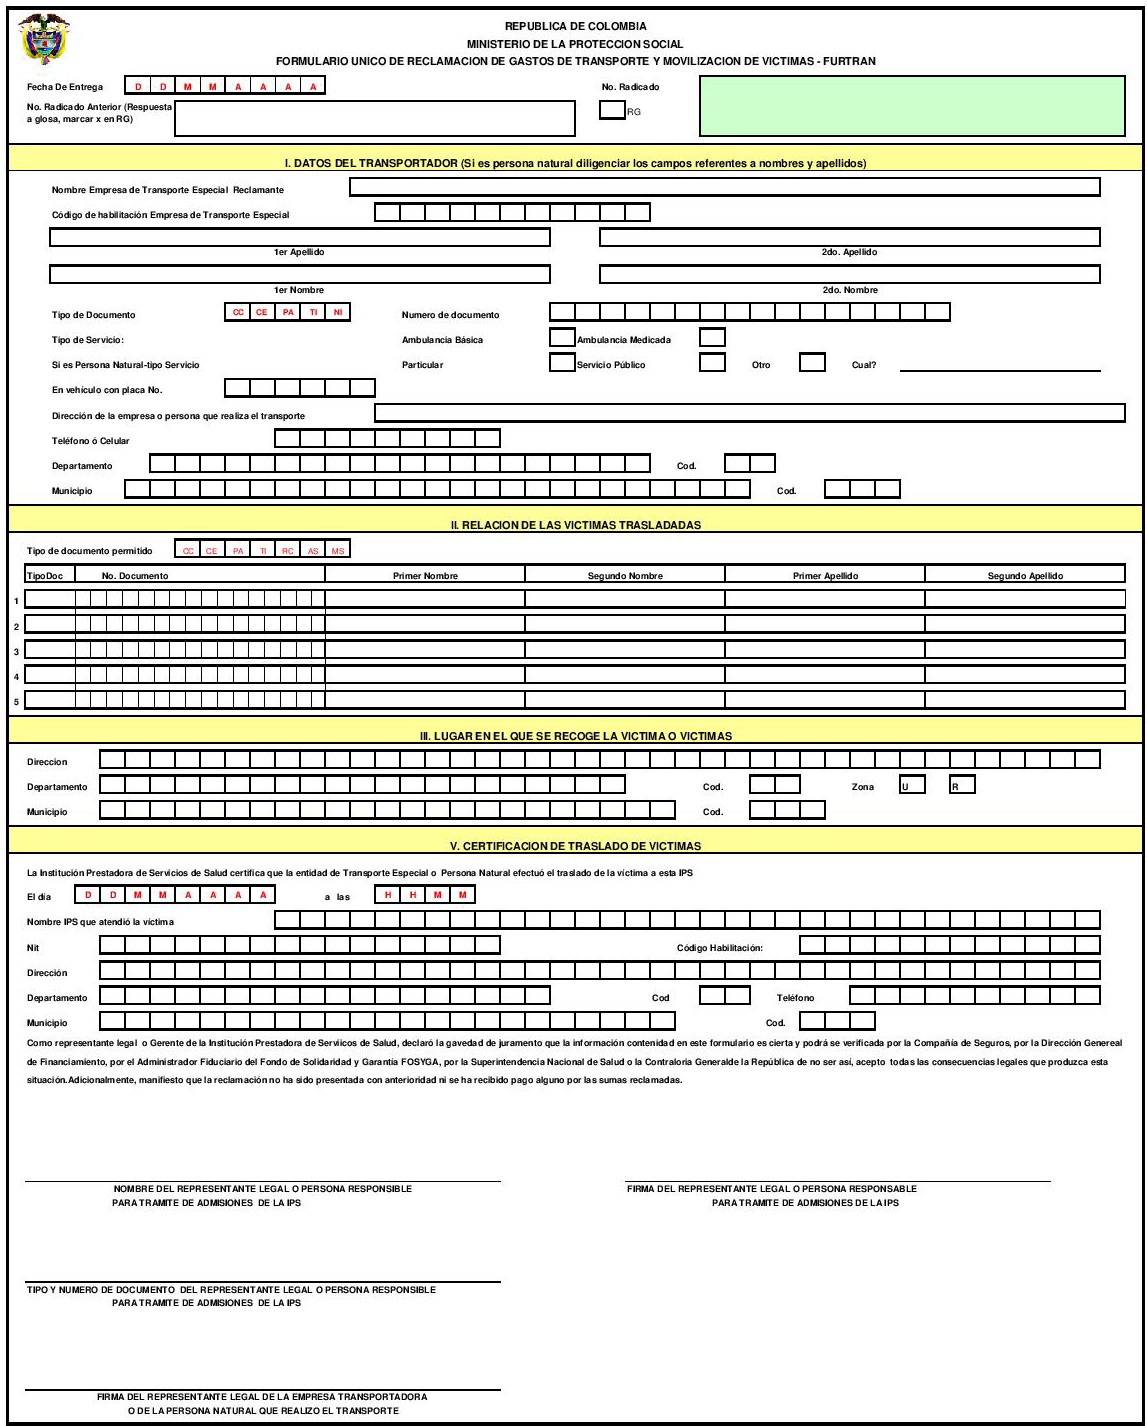 REPUBLICA DE COLOMBIA
MINISTERIO DE LA PROTECCION SOCIAL
FORMULARIO UNICO DE RECLAMACION DE GASTOS DE TRANSPORTE Y MOVILIZACION DE VICTIMAS - FURTRAN
Fecha De Entrega D D M M A A A A No. Radicado
No. Radicado Anterior (Respuesta a glosa, marcar x en RG) RG
I. DATOS DEL TRANSPORTADOR (Si es persona natural diligenciar los campos referentes a nombres y apellidos)
Nombre Empresa de Transporte Especial Reclamante
Código de habilitación Empresa de Transporte Especial
1er Apellido 2do. Apellido
1er Nombre 2do. Nombre
Tipo de Documento CC CE PA TI NI Numero de documento
Tipo de Servicio: Ambulancia Básica Ambulancia Medicada
Si es Persona Natural-tipo Servicio Particular Servicio Público Otro Cual?
En vehículo con placa No.
Dirección de la empresa o persona que realiza el transporte
Teléfono ó Celular
Departamento Cod.
Municipio Cod.
II. RELACION DE LAS VICTIMAS TRASLADADAS
Tipo de documento permitido CC CE PA TI RC AS MS
TipoDoc No. Documento Primer Nombre Segundo Nombre Primer Apellido Segundo Apellido
1
2
3
4
5
III. LUGAR EN EL QUE SE RECOGE LA VICTIMA O VICTIMAS
Direccion
Departamento Cod. Zona U R
Municipio Cod.
V. CERTIFICACION DE TRASLADO DE VICTIMAS
La Institución Prestadora de Servicios de Salud certifica que la entidad de Transporte Especial o Persona Natural efectuó el traslado de la víctima a esta IPS
El día D D M M A A A A a las H H M M
Nombre IPS que atendió la víctima
Nit Código Habilitación:
Dirección
Departamento Cod Teléfono
Municipio Cod.
Como representante legal o Gerente de la Institución Prestadora de Serviicos de Salud, declaró la gavedad de juramento que la información contenidad en este formulario es cierta y podrá se verificada por la Compañía de Seguros, por la Dirección Genereal
de Financiamiento, por el Administrador Fiduciario del Fondo de Solidaridad y Garantía FOSYGA, por la Superintendencia Nacional de Salud o la Contraloria Generalde la República de no ser así, acepto todas las consecuencias legales que produzca esta
situación.Adicionalmente, manifiesto que la reclamación no ha sido presentada con anterioridad ni se ha recibido pago alguno por las sumas reclamadas.
NOMBRE DEL REPRESENTANTE LEGAL O PERSONA RESPONSIBLE FIRMA DEL REPRESENTANTE LEGAL O PERSONA RESPONSABLE
PARA TRAMITE DE ADMISIONES DE LA IPS PARA TRAMITE DE ADMISIONES DE LA IPS
TIPO Y NUMERO DE DOCUMENTO DEL REPRESENTANTE LEGAL O PERSONA RESPONSIBLE
PARA TRAMITE DE ADMISIONES DE LA IPS
FIRMA DEL REPRESENTANTE LEGAL DE LA EMPRESA TRANSPORTADORA
O DE LA PERSONA NATURAL QUE REALIZO EL TRANSPORTE